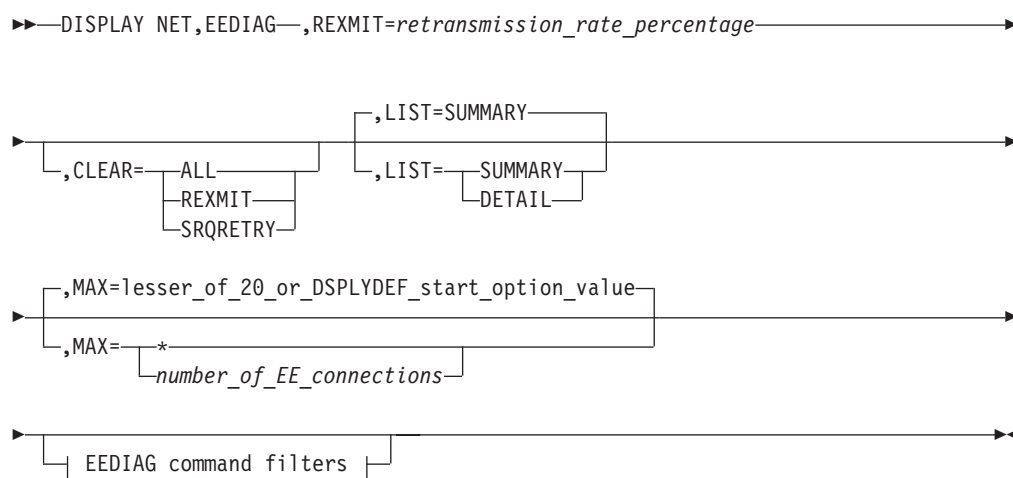 DISPLAY NET,EEDIAG ,REXMIT=retransmission_rate_percentage
,LIST=SUMMARY
,CLEAR= ALL ,LIST= SUMMARY
REXMIT DETAIL
SRQRETRY
,MAX=lesser_of_20_or_DSPLYDEF_start_option_value
,MAX= *
number_of_EE_connections
EEDIAG command filters